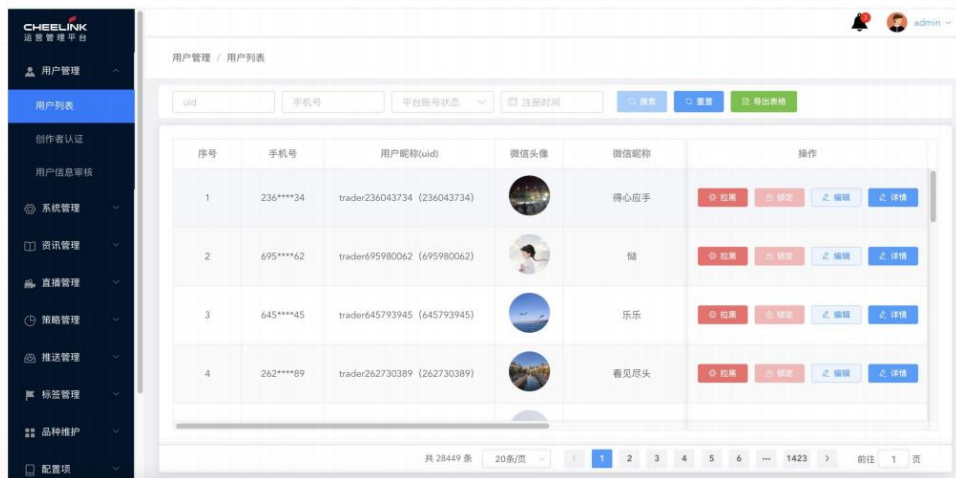 CHEELINK
运营管理平台
admin
用户管理
用户列表
创作者认证
用户信息审核
系统管理
资讯管理
直播管理
策略管理
推送管理
标签管理
品种维护
配置项
用户管理 / 用户列表
uid 手机号 平台账号状态 注册时间 搜索 重置 导出表格
序号 手机号 用户昵称(uid) 微信头像 微信昵称 操作
1 236****34 trader236043734 (236043734) 得心应手 拉黑 锁定 编辑 详情
2 695****62 trader695980062 (695980062) 拉黑 锁定 编辑 详情
3 645****45 trader645793945 (645793945) 乐乐 拉黑 锁定 编辑 详情
4 262****89 trader262730389 (262730389) 看见尽头 拉黑 锁定 编辑 详情
共 28449 条 20条/页 1 2 3 4 5 6 ... 1423 前往 1 页